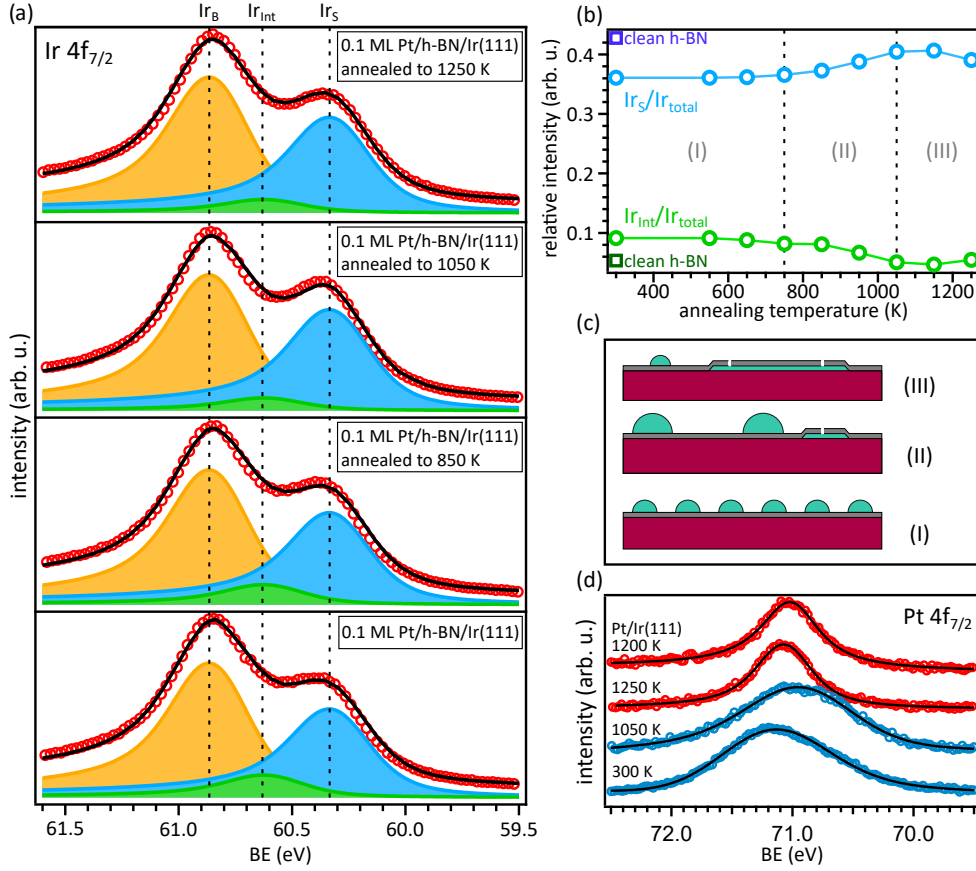 (a)
Ir_B Ir_Int Ir_S
Ir 4f_7/2
0.1 ML Pt/h-BN/Ir(111)
annealed to 1250 K
0.1 ML Pt/h-BN/Ir(111)
annealed to 1050 K
0.1 ML Pt/h-BN/Ir(111)
annealed to 850 K
0.1 ML Pt/h-BN/Ir(111)
intensity (arb. u.)
61.5 61.0 60.5 60.0 59.5
BE (eV)
(b)
clean h-BN
Ir_S/Ir_total
(I) (II) (III)
Ir_Int/Ir_total
clean h-BN
relative intensity (arb. u.)
0.4
0.3
0.2
0.1
400 600 800 1000 1200
annealing temperature (K)
(c)
(III)
(II)
(I)
(d)
Pt 4f_7/2
Pt/Ir(111)
1200 K
1250 K
1050 K
300 K
intensity (arb. u.)
72.0 71.0 70.0
BE (eV)